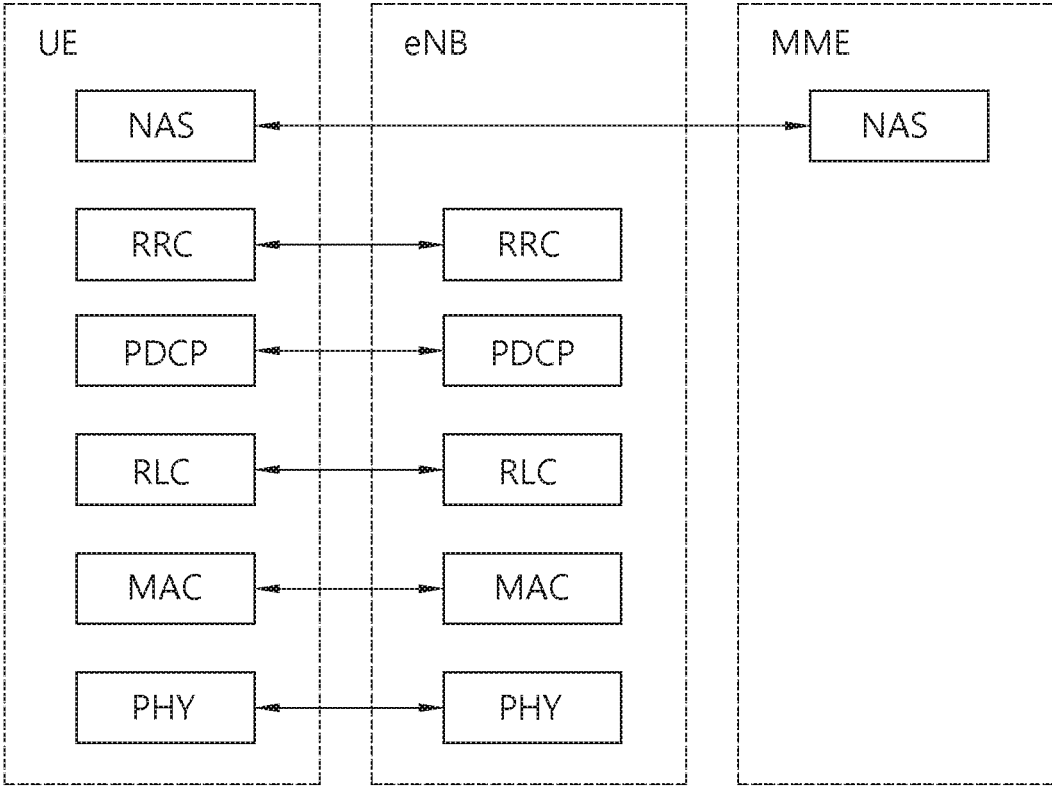 UE eNB MME
NAS NAS
RRC RRC
PDCP PDCP
RLC RLC
MAC MAC
PHY PHY